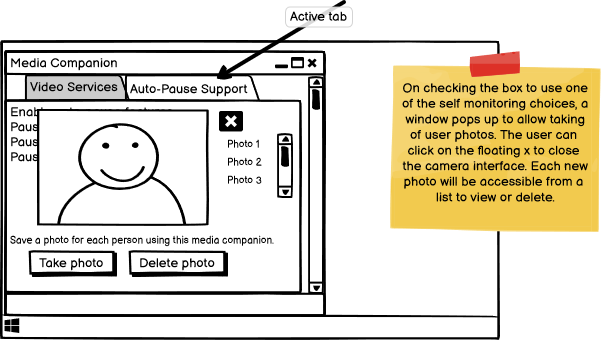 Active tab
Media Companion
Video Services
Auto-Pause Support
Paus
Paus
Paus
Photo 1
Photo 2
Photo 3
Save a photo for each person using this media companion.
Take photo
Delete photo
On checking the box to use one
of the self monitoring choices, a
window pops up to allow taking
of user photos. The user can
click on the floating x to close
the camera interface. Each new
photo will be accessible from a
list to view or delete.